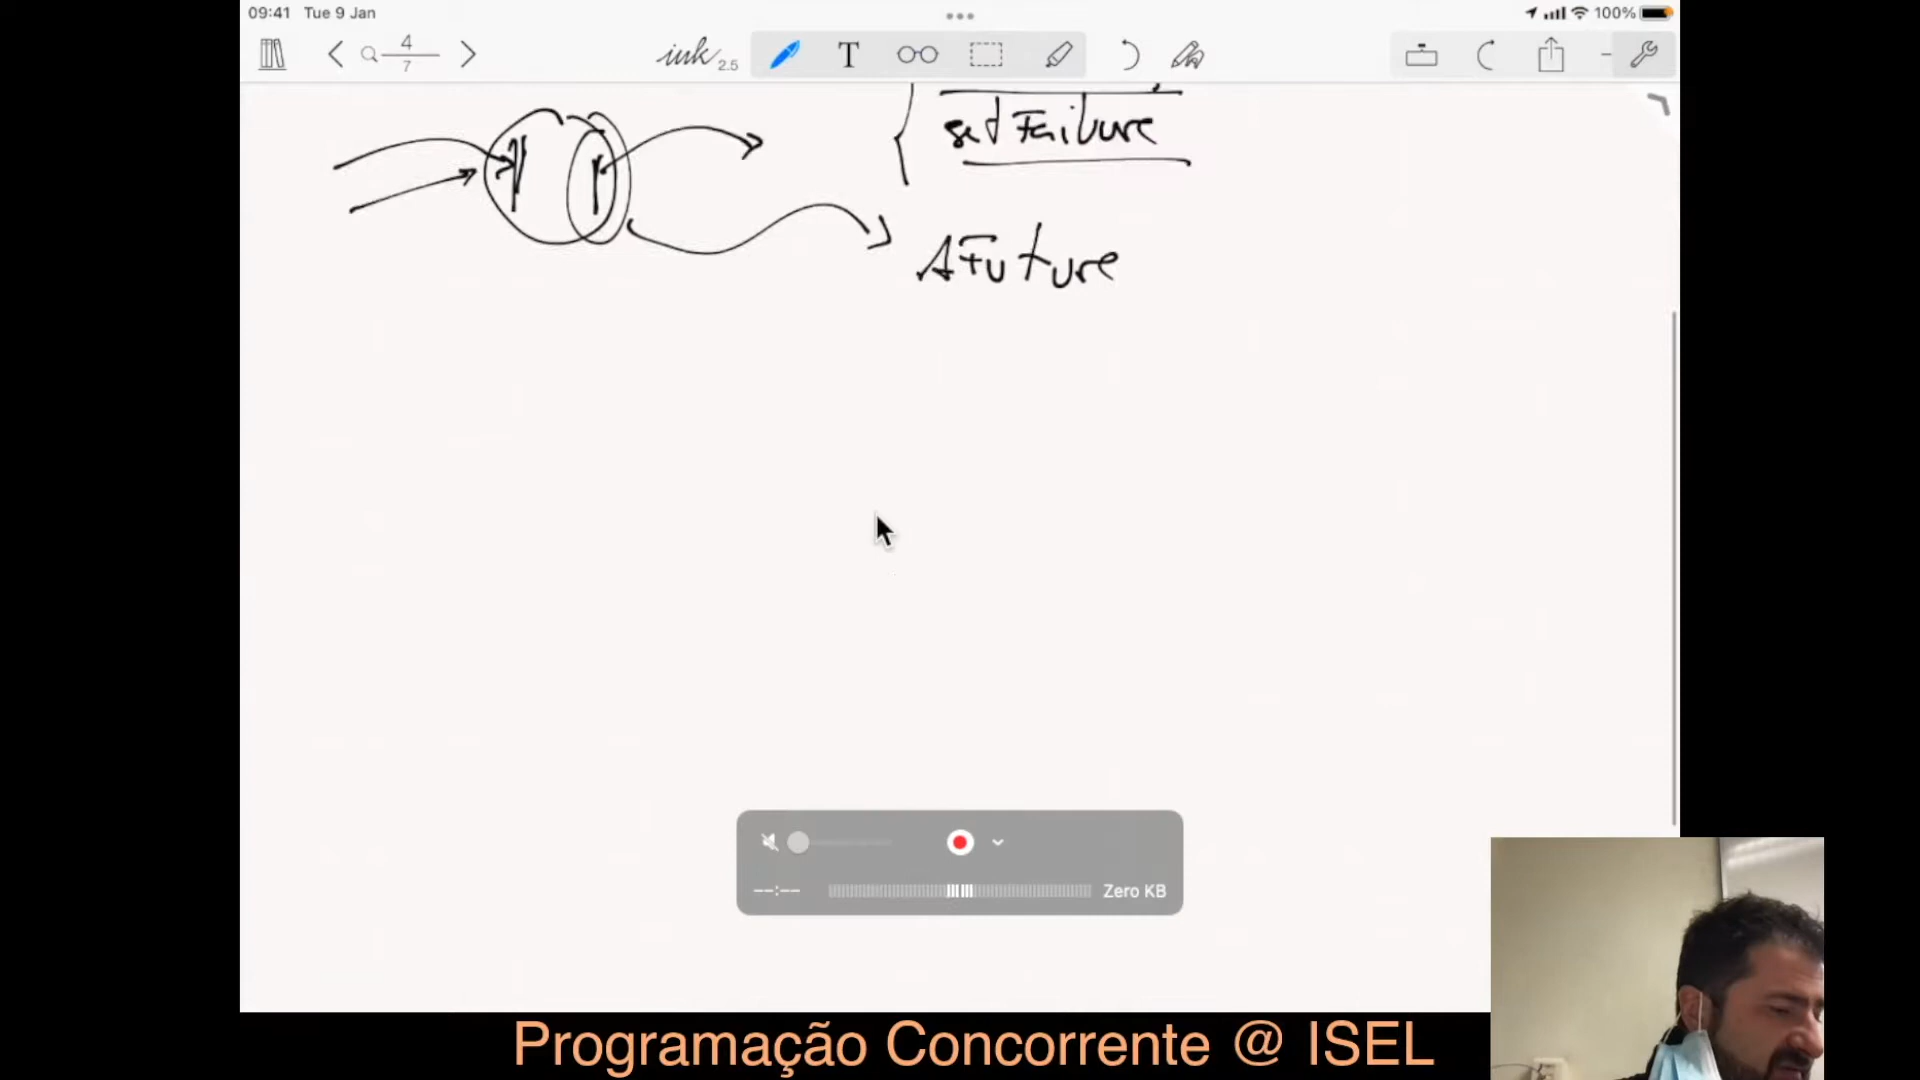 09:41 Tue 9 Jan
100%
4
7
ink 2.5
T
setFailure
AFuture
--:--
Zero KB
Programação Concorrente @ ISEL